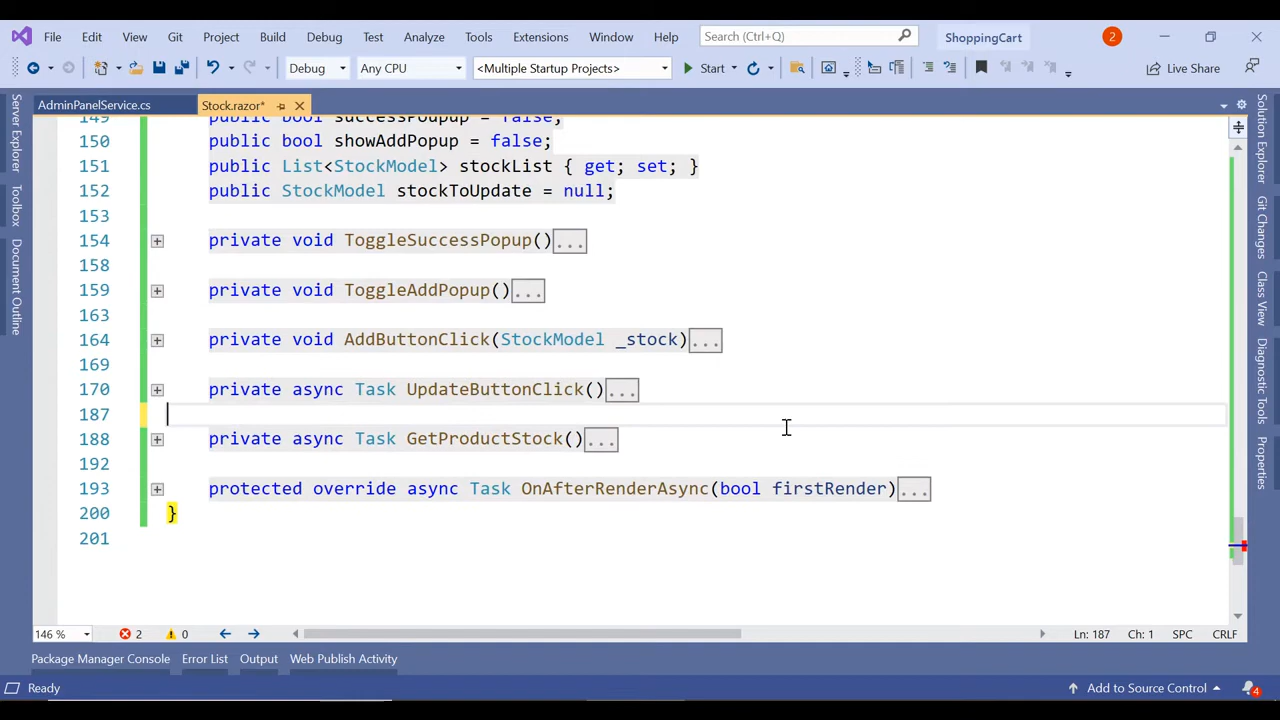 File Edit View Git Project Build Debug Test Analyze Tools Extensions Window Help Search (Ctrl+Q) ShoppingCart 2
Debug Any CPU <Multiple Startup Projects> Start Live Share
AdminPanelService.cs Stock.razor*
149 public bool successPopup = false;
150 public bool showAddPopup = false;
151 public List<StockModel> stockList { get; set; }
152 public StockModel stockToUpdate = null;
153
154 private void ToggleSuccessPopup()...
158
159 private void ToggleAddPopup()...
163
164 private void AddButtonClick(StockModel _stock)...
169
170 private async Task UpdateButtonClick()...
187
188 private async Task GetProductStock()...
192
193 protected override async Task OnAfterRenderAsync(bool firstRender)...
200 }
201
146 % 2 0 Ln: 187 Ch: 1 SPC CRLF
Package Manager Console Error List Output Web Publish Activity
Ready Add to Source Control 4
Server Explorer
Toolbox
Document Outline
Solution Explorer
Git Changes
Class View
Diagnostic Tools
Properties